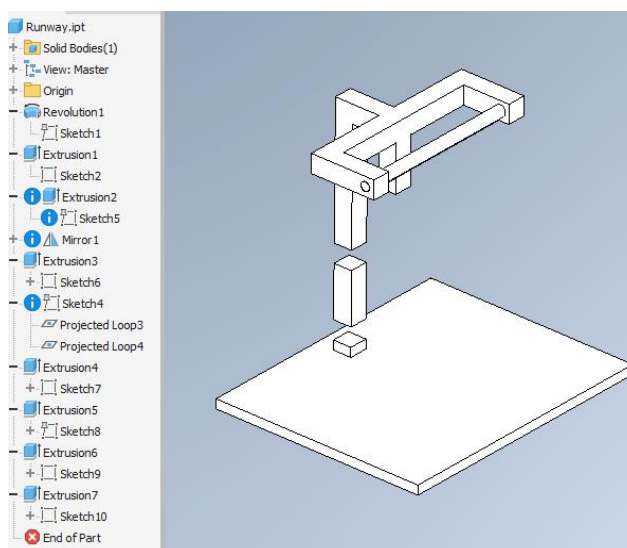 Runway.ipt
Solid Bodies(1)
View: Master
Origin
Revolution1
Sketch1
Extrusion1
Sketch2
Extrusion2
Sketch5
Mirror1
Extrusion3
Sketch6
Sketch4
Projected Loop3
Projected Loop4
Extrusion4
Sketch7
Extrusion5
Sketch8
Extrusion6
Sketch9
Extrusion7
Sketch10
End of Part